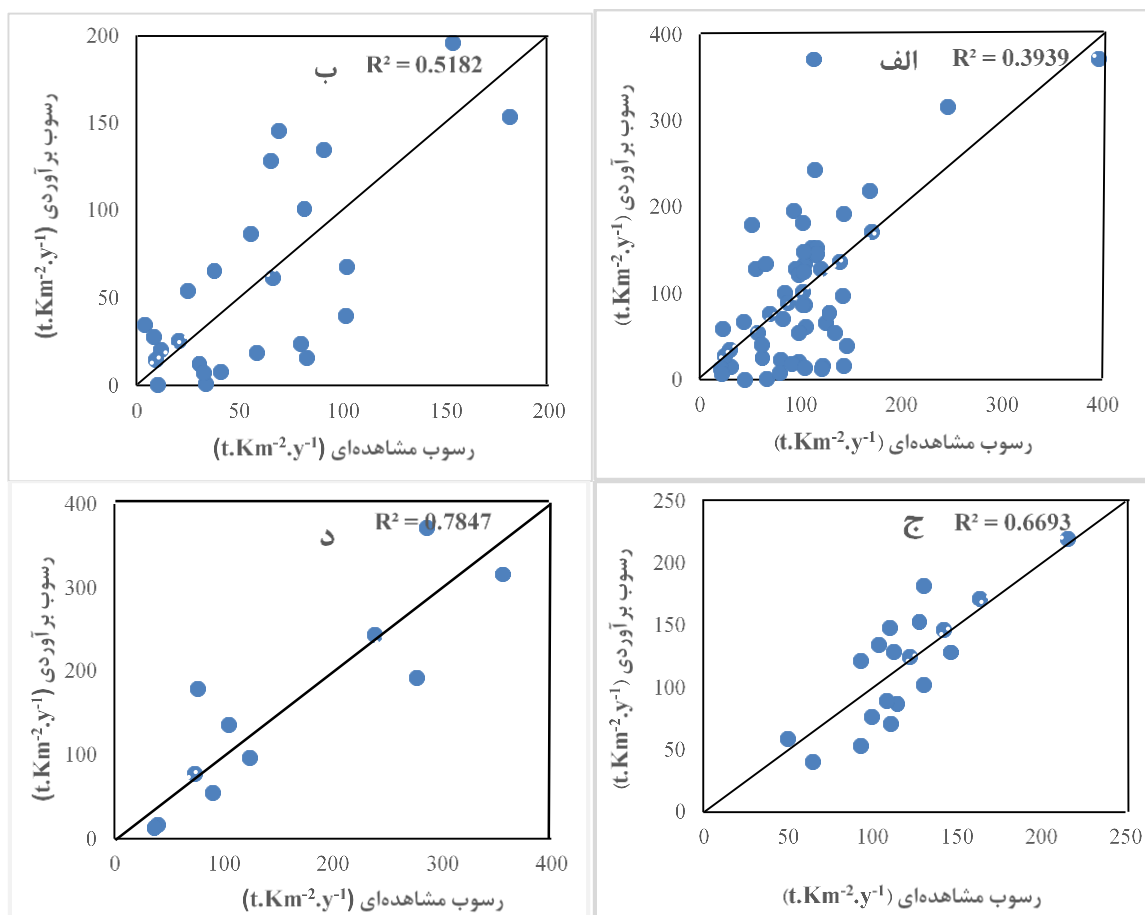 الف
R² = 0.3939
رسوب برآوردی (t.Km⁻².y⁻¹)
400
300
200
100
0
0 100 200 300 400
رسوب مشاهده‌ای (t.Km⁻².y⁻¹)
ب
R² = 0.5182
رسوب برآوردی (t.Km⁻².y⁻¹)
200
150
100
50
0
0 50 100 150 200
رسوب مشاهده‌ای (t.Km⁻².y⁻¹)
ج
R² = 0.6693
رسوب برآوردی (t.Km⁻².y⁻¹)
250
200
150
100
50
0
0 50 100 150 200 250
رسوب مشاهده‌ای (t.Km⁻².y⁻¹)
د
R² = 0.7847
رسوب برآوردی (t.Km⁻².y⁻¹)
400
300
200
100
0
0 100 200 300 400
رسوب مشاهده‌ای (t.Km⁻².y⁻¹)